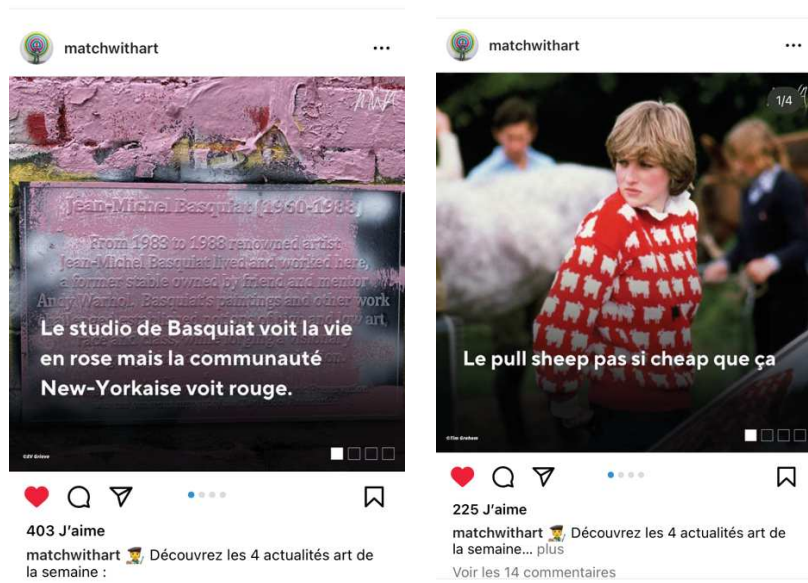 matchwithart
MWA
Jean-Michel Basquiat (1960-1988)
From 1983 to 1988 renowned artist
Jean-Michel Basquiat lived and worked here,
a former stable owned by friend and mentor
Andy Warhol. Basquiat's paintings and other work
art,
Le studio de Basquiat voit la vie
en rose mais la communauté
New-Yorkaise voit rouge.
403 J'aime
matchwithart Découvrez les 4 actualités art de
la semaine :
matchwithart
1/4
Le pull sheep pas si cheap que ça
©Tim Graham
225 J'aime
matchwithart Découvrez les 4 actualités art de
la semaine... plus
Voir les 14 commentaires